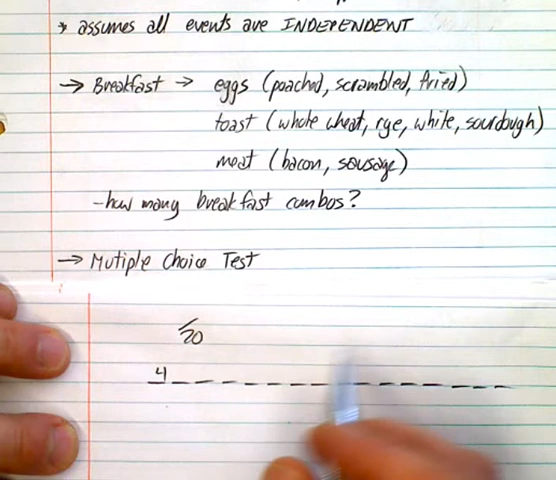 * assumes all events are INDEPENDENT
→ Breakfast → eggs (poached, scrambled, fried)
toast (whole wheat, rye, white, sourdough)
meat (bacon, sausage)
- how many breakfast combos?
→ Mutiple Choice Test
/20
4